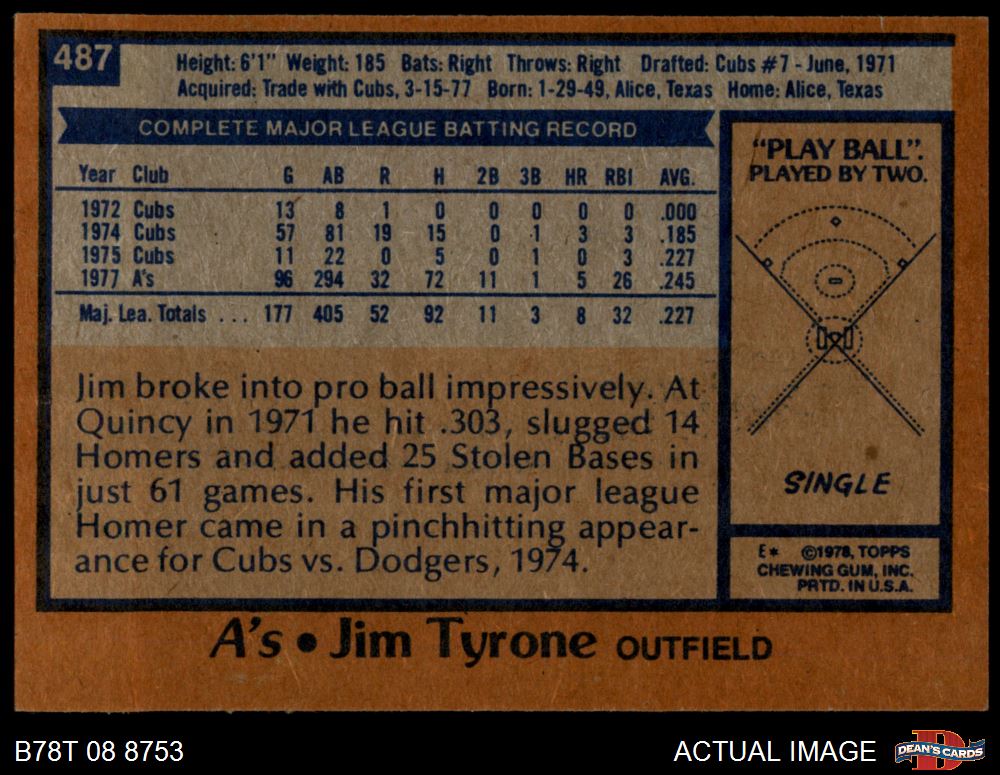 487
Height: 6'1" Weight: 185 Bats: Right Throws: Right Drafted: Cubs #7 - June, 1971
Acquired: Trade with Cubs, 3-15-77 Born: 1-29-49, Alice, Texas Home: Alice, Texas
COMPLETE MAJOR LEAGUE BATTING RECORD
Year Club G AB R H 2B 3B HR RBI AVG.
1972 Cubs 13 8 1 0 0 0 0 0 .000
1974 Cubs 57 81 19 15 0 1 3 3 .185
1975 Cubs 11 22 0 5 0 1 0 3 .227
1977 A's 96 294 32 72 11 1 5 26 .245
Maj. Lea. Totals ... 177 405 52 92 11 3 8 32 .227
Jim broke into pro ball impressively. At
Quincy in 1971 he hit .303, slugged 14
Homers and added 25 Stolen Bases in
just 61 games. His first major league
Homer came in a pinchhitting appear-
ance for Cubs vs. Dodgers, 1974.
"PLAY BALL".
PLAYED BY TWO.
SINGLE
E* ©1978, TOPPS
CHEWING GUM, INC.
PRTD. IN U.S.A.
A's • Jim Tyrone OUTFIELD
B78T 08 8753
ACTUAL IMAGE
D
DEAN'S CARDS